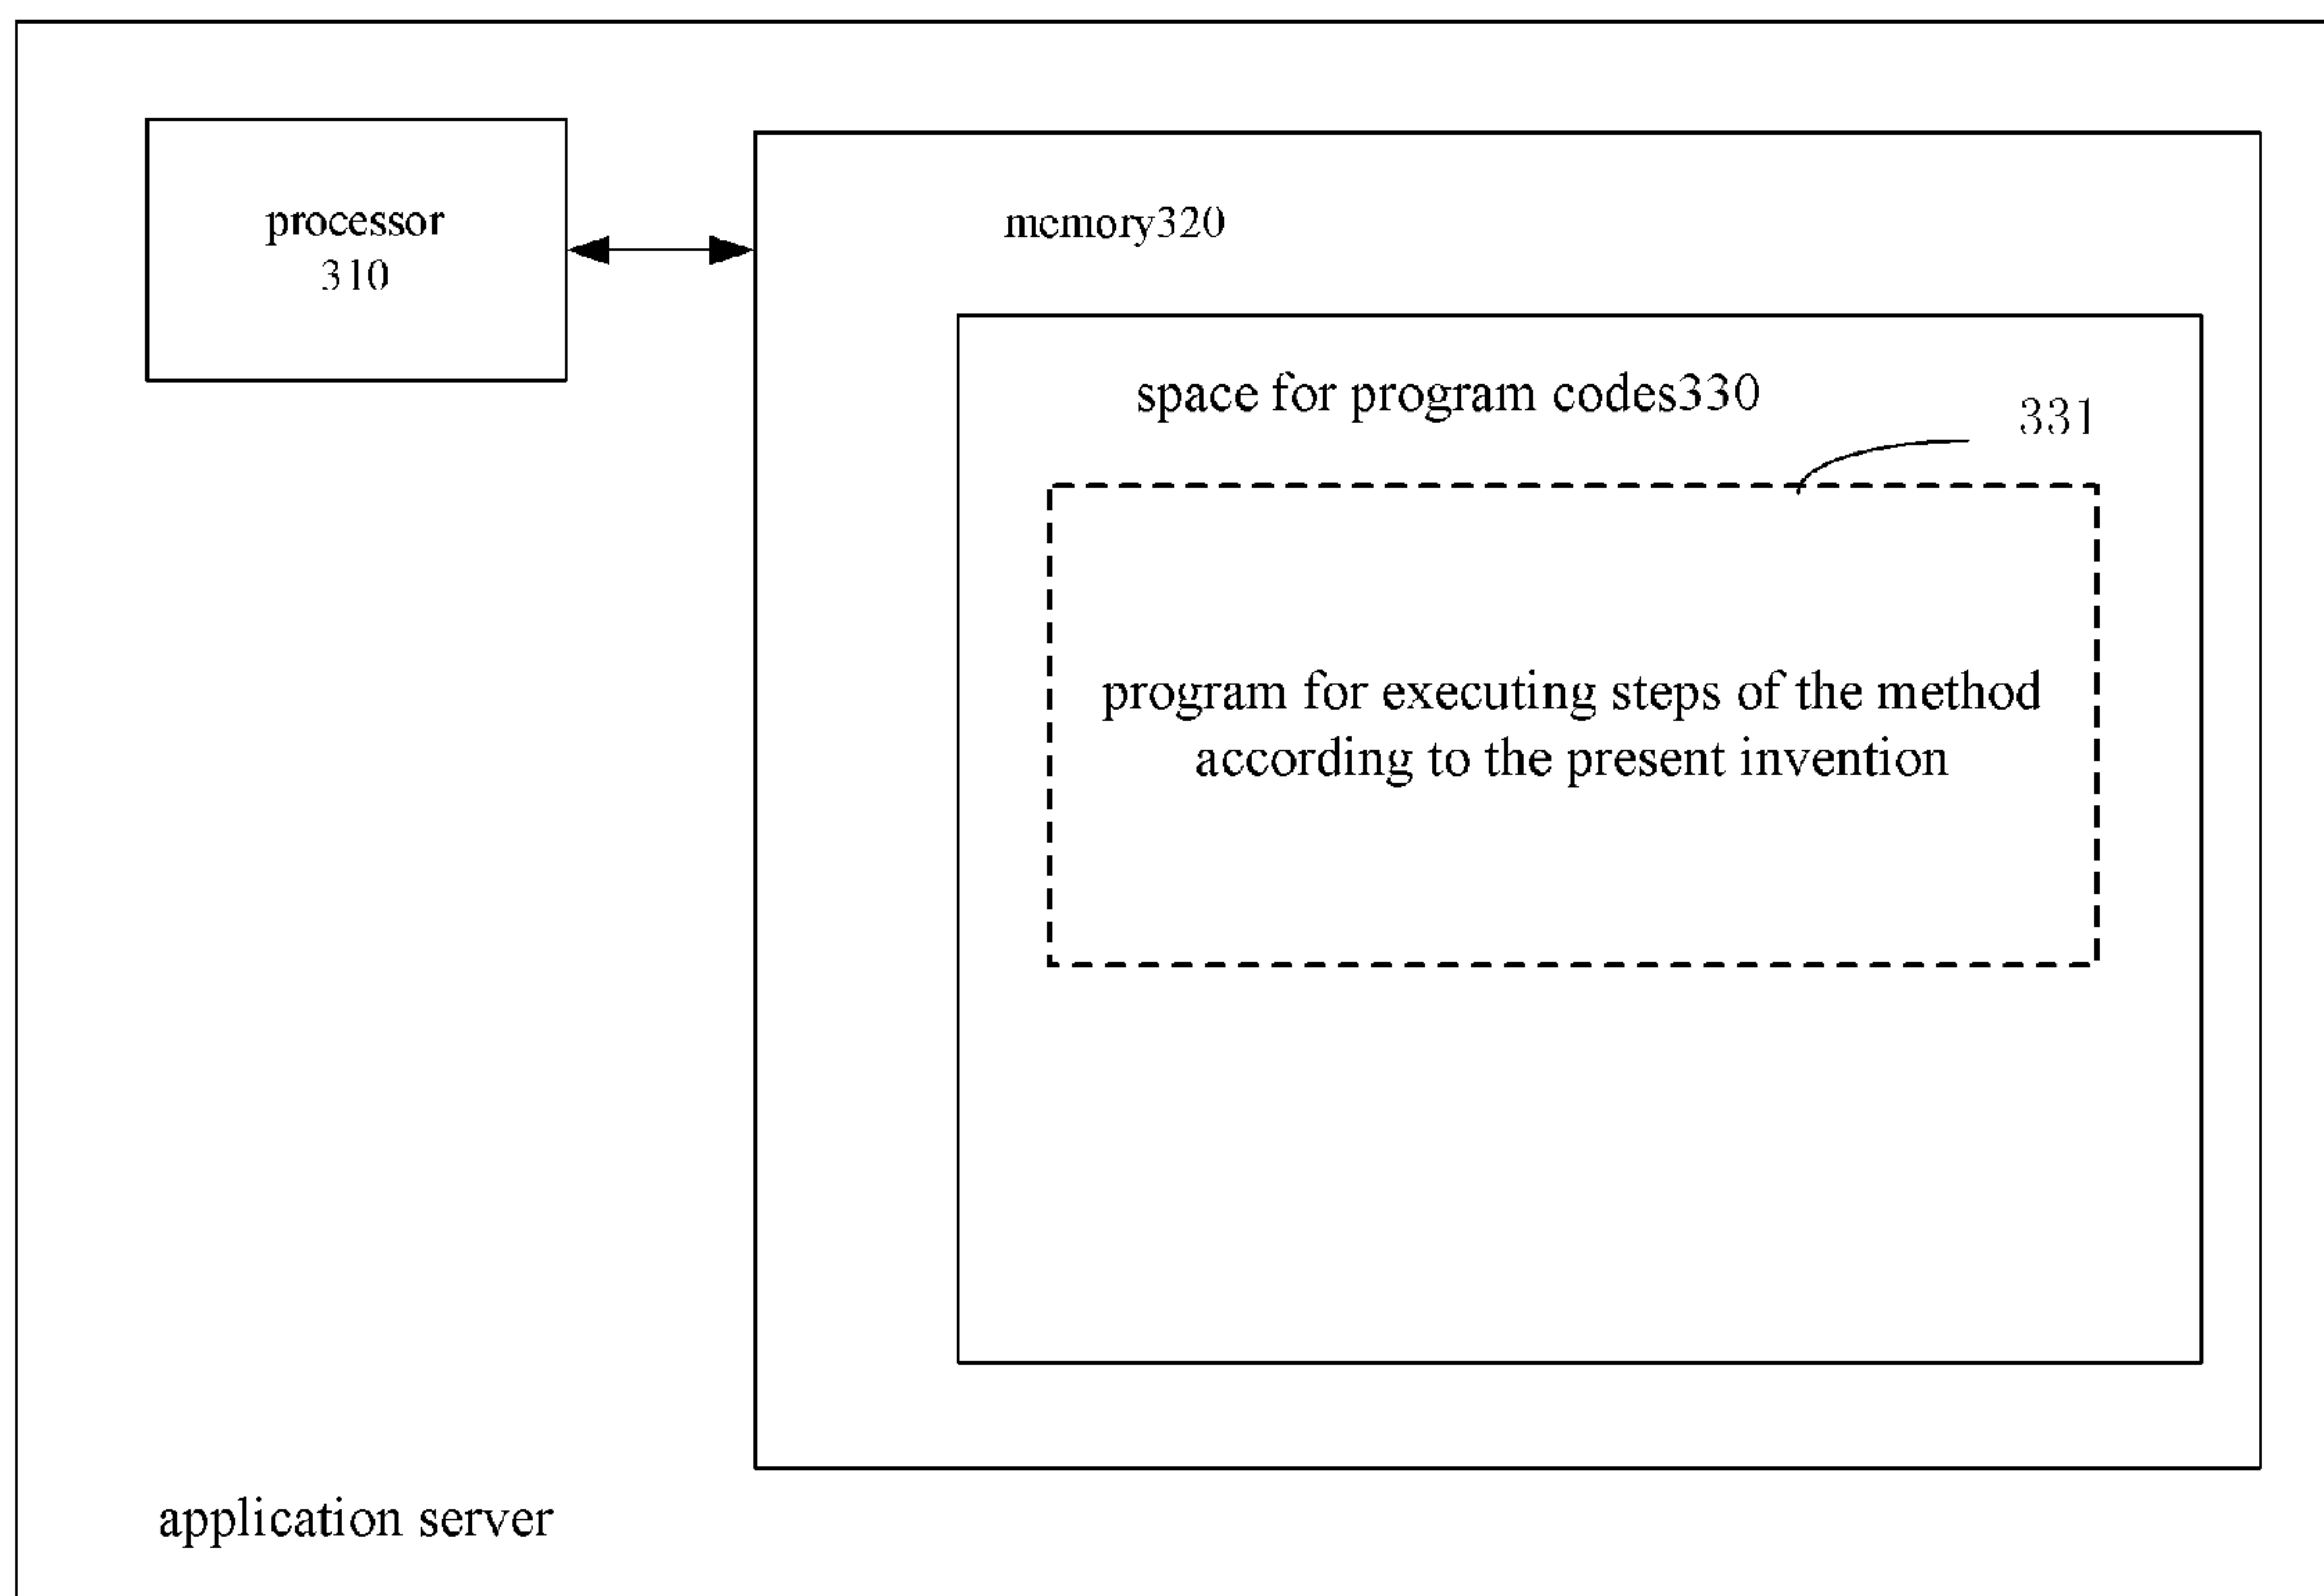 processor
310
memory320
space for program codes330
331
program for executing steps of the method
according to the present invention
application server